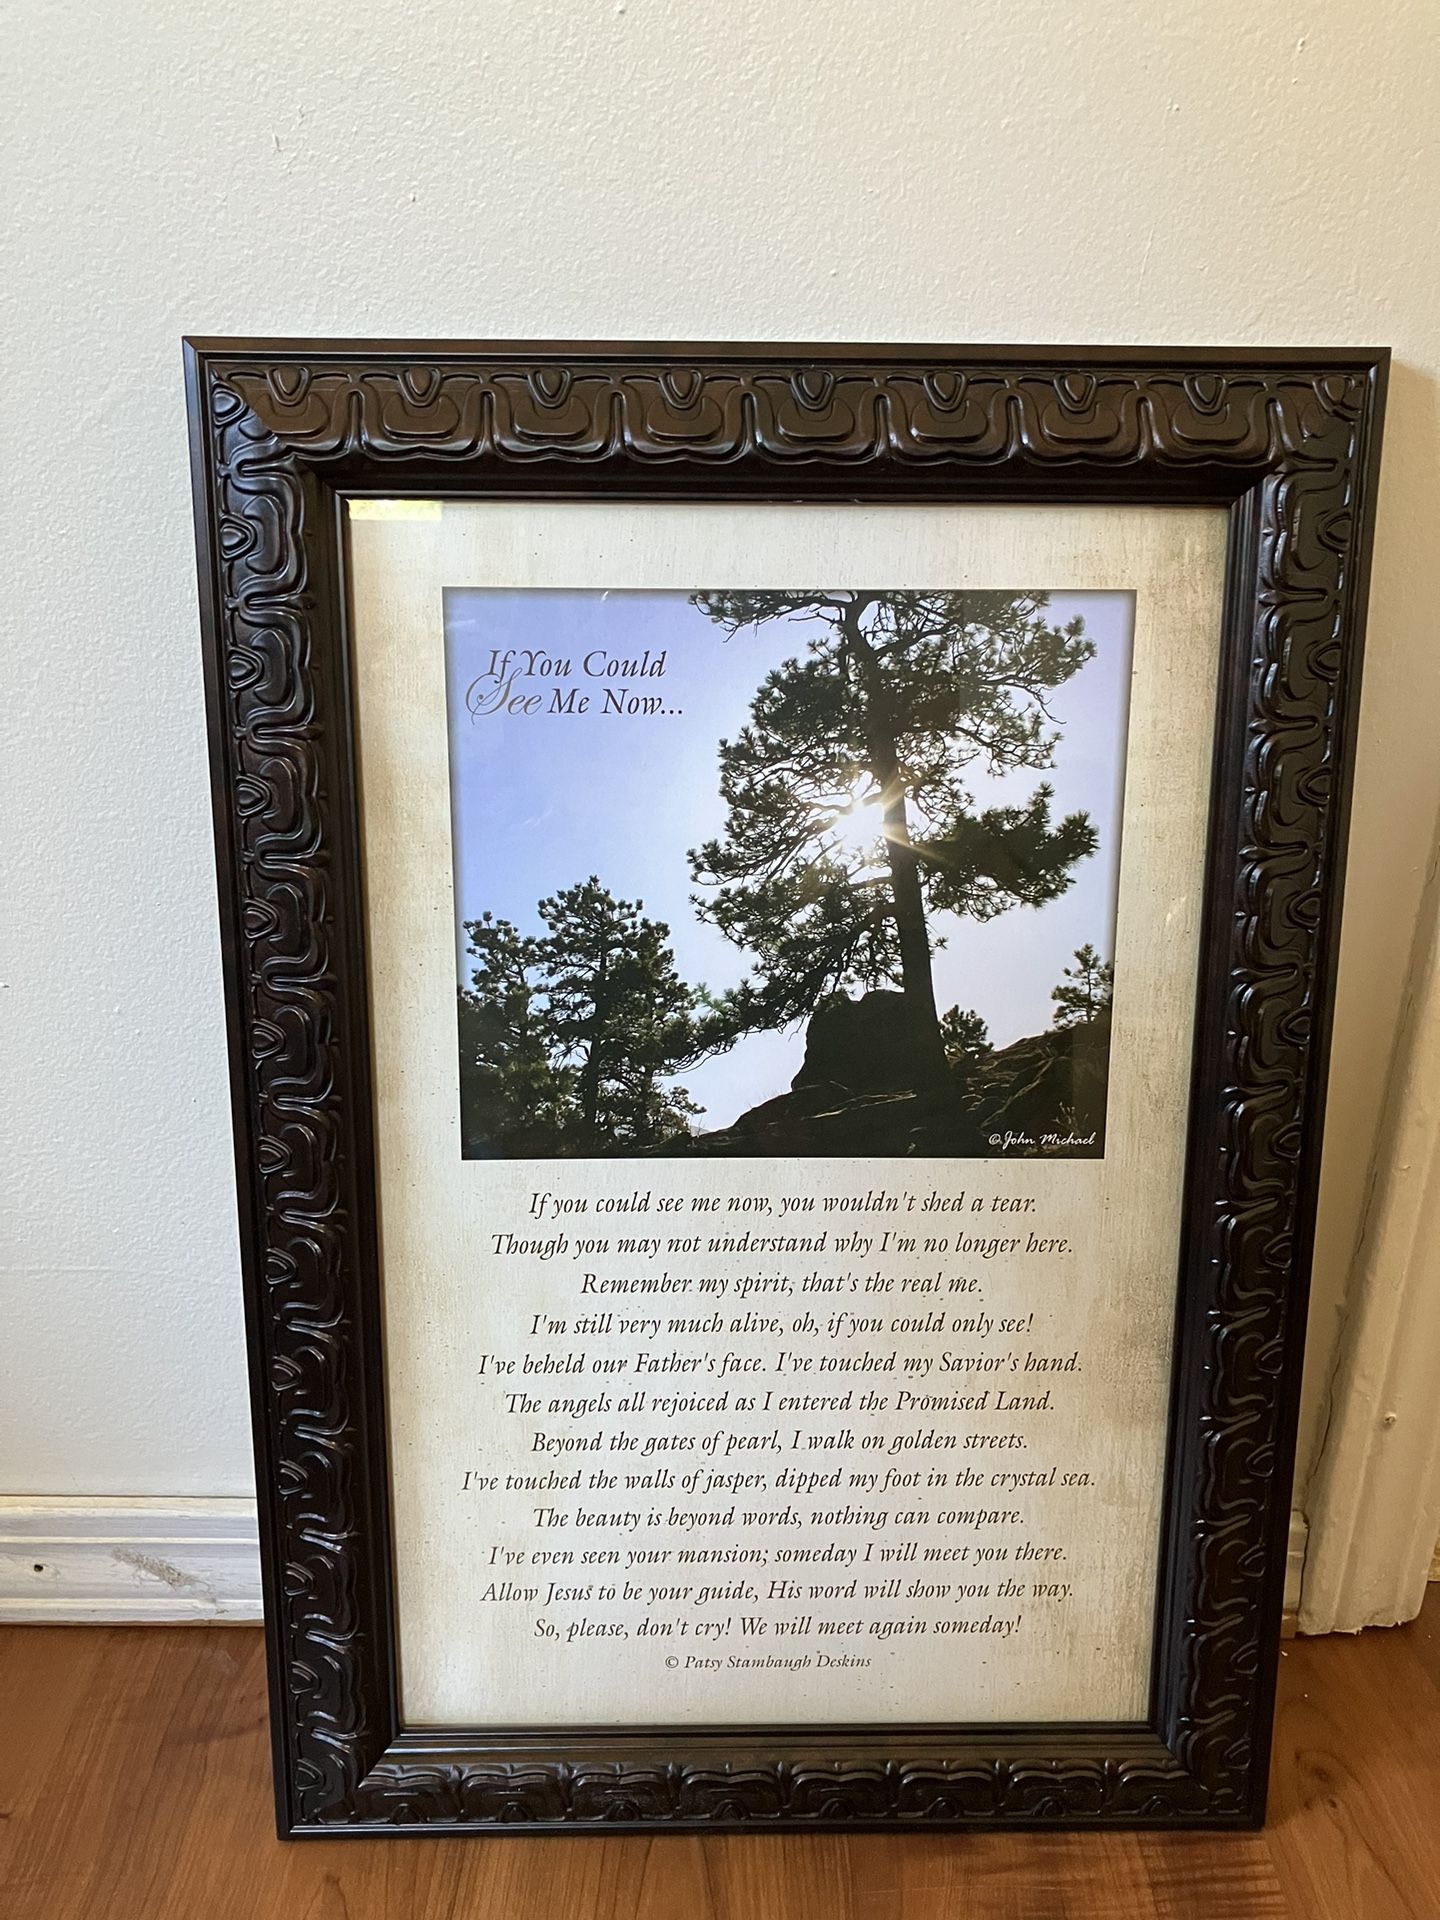 If You Could
See Me Now...
© John Michael
If you could see me now, you wouldn't shed a tear.
Though you may not understand why I'm no longer here.
Remember my spirit, that's the real me.
I'm still very much alive, oh, if you could only see!
I've beheld our Father's face. I've touched my Savior's hand.
The angels all rejoiced as I entered the Promised Land.
Beyond the gates of pearl, I walk on golden streets.
I've touched the walls of jasper, dipped my foot in the crystal sea.
The beauty is beyond words, nothing can compare.
I've even seen your mansion; someday I will meet you there.
Allow Jesus to be your guide, His word will show you the way.
So, please, don't cry! We will meet again someday!
© Patsy Stambaugh Deskins